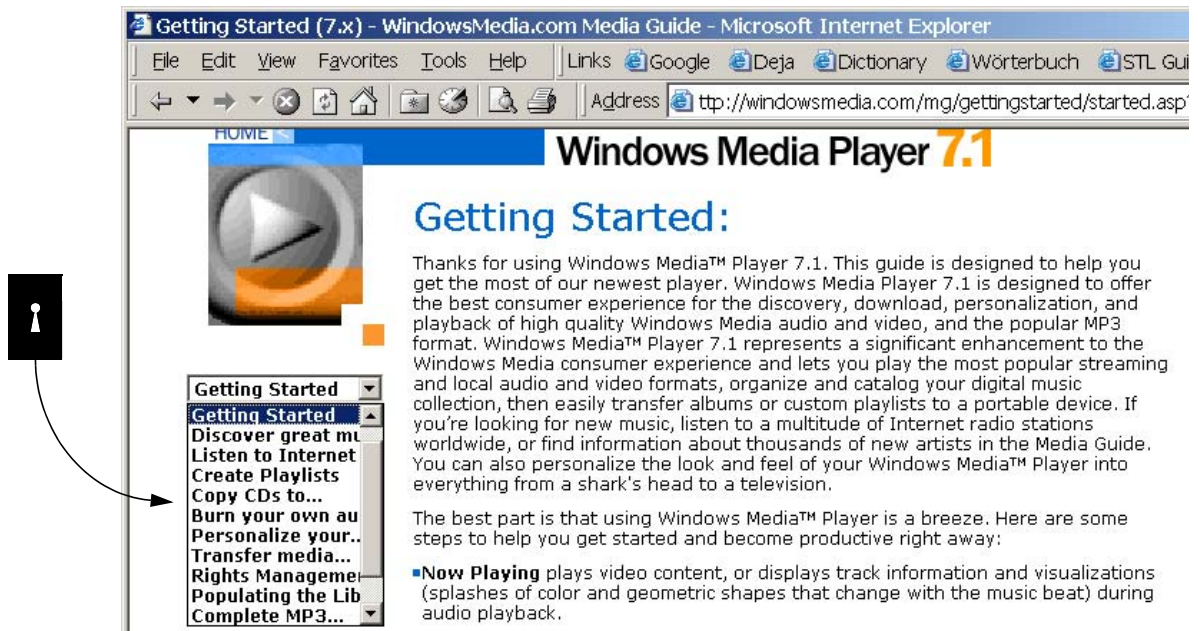 Getting Started (7.x) - WindowsMedia.com Media Guide - Microsoft Internet Explorer
File Edit View Favorites Tools Help Links Google Deja Dictionary Wörterbuch STL Gui
Address ttp://windowsmedia.com/mg/gettingstarted/started.asp?
HOME <
Windows Media Player 7.1
Getting Started:
Thanks for using Windows Media™ Player 7.1. This guide is designed to help you
get the most of our newest player. Windows Media Player 7.1 is designed to offer
the best consumer experience for the discovery, download, personalization, and
playback of high quality Windows Media audio and video, and the popular MP3
format. Windows Media™ Player 7.1 represents a significant enhancement to the
Windows Media consumer experience and lets you play the most popular streaming
and local audio and video formats, organize and catalog your digital music
collection, then easily transfer albums or custom playlists to a portable device. If
you're looking for new music, listen to a multitude of Internet radio stations
worldwide, or find information about thousands of new artists in the Media Guide.
You can also personalize the look and feel of your Windows Media™ Player into
everything from a shark's head to a television.
The best part is that using Windows Media™ Player is a breeze. Here are some
steps to help you get started and become productive right away:
Now Playing plays video content, or displays track information and visualizations
(splashes of color and geometric shapes that change with the music beat) during
audio playback.
Getting Started
Getting Started
Discover great mu
Listen to Internet
Create Playlists
Copy CDs to...
Burn your own au
Personalize your..
Transfer media...
Rights Managemen
Populating the Lib
Complete MP3...